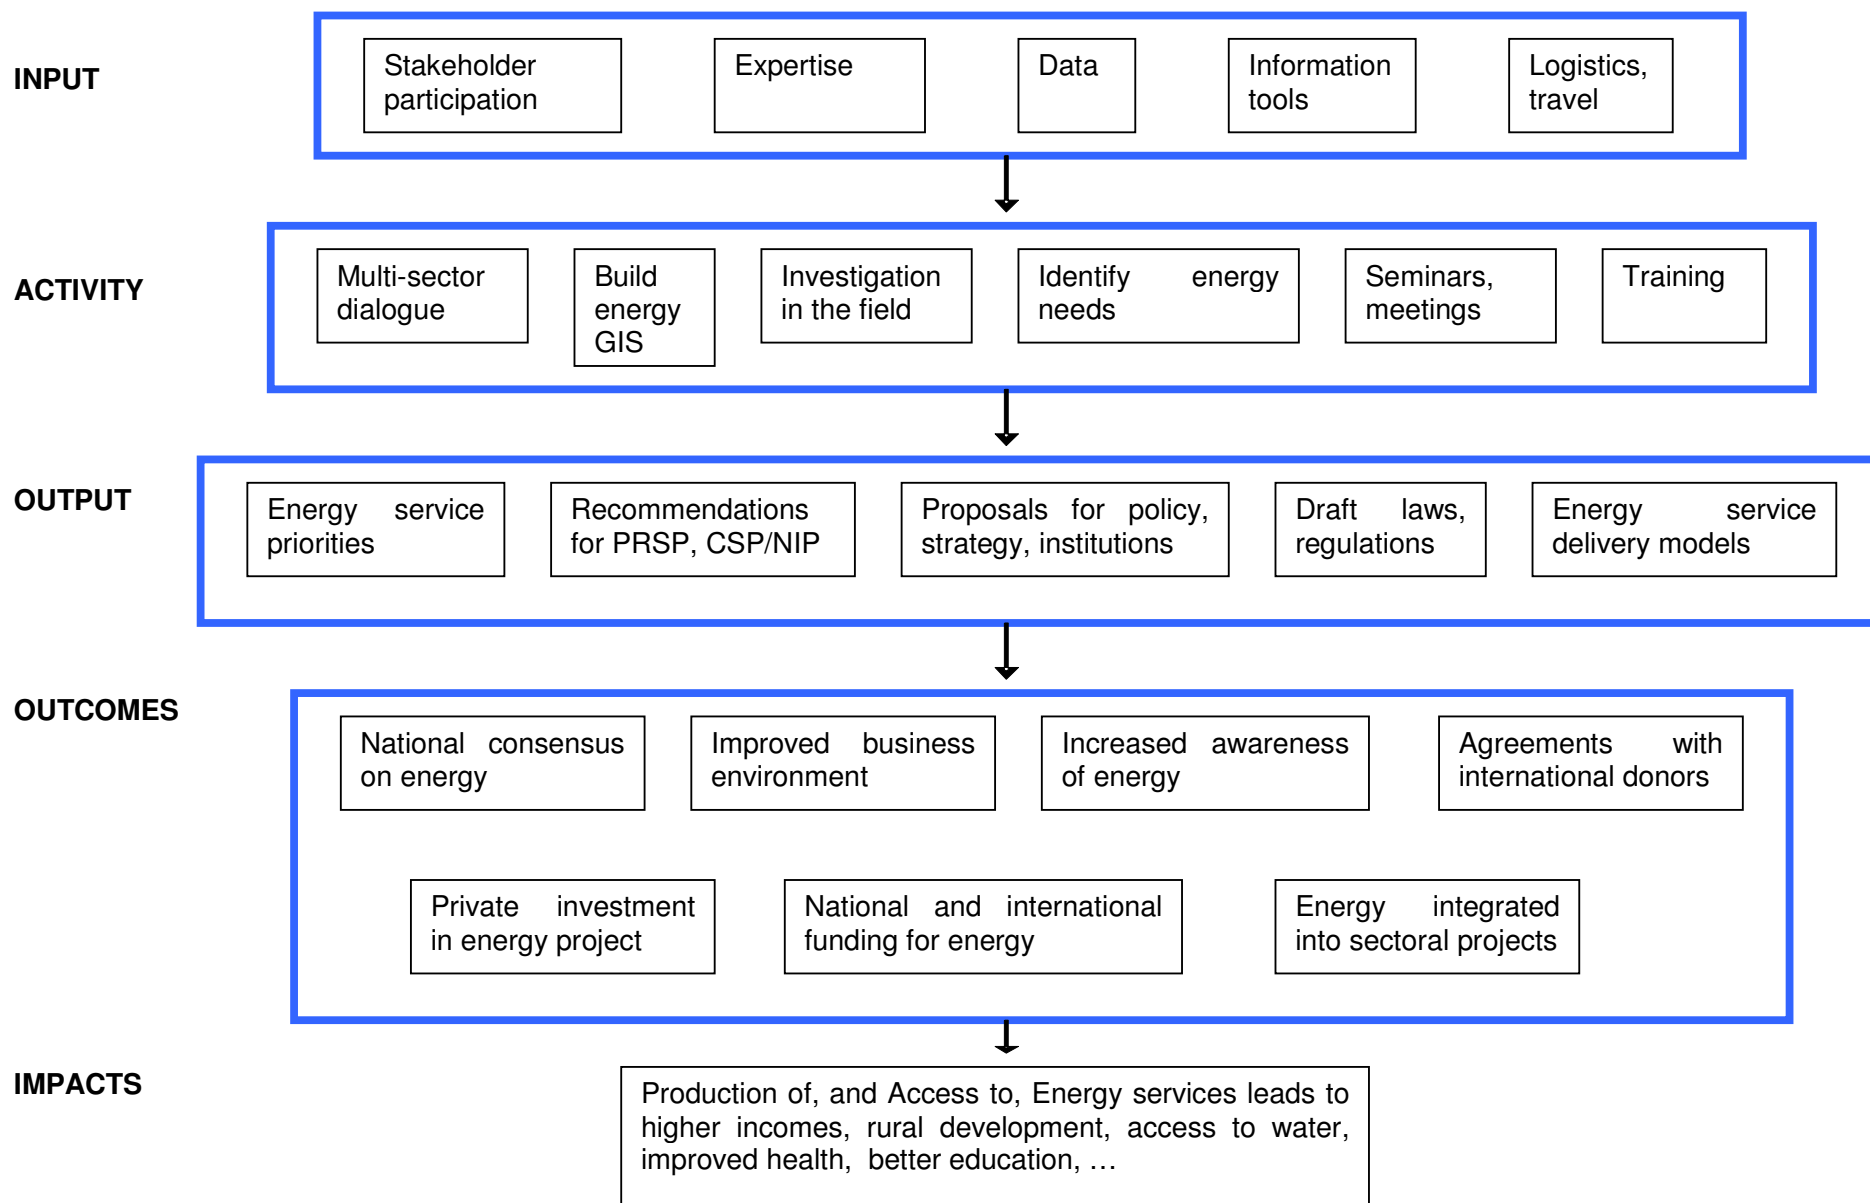 INPUT
Stakeholder
participation
Expertise
Data
Information
tools
Logistics,
travel
ACTIVITY
Multi-sector
dialogue
Build
energy
GIS
Investigation
in the field
Identify energy
needs
Seminars,
meetings
Training
OUTPUT
Energy service
priorities
Recommendations
for PRSP, CSP/NIP
Proposals for policy,
strategy, institutions
Draft laws,
regulations
Energy service
delivery models
OUTCOMES
National consensus
on energy
Improved business
environment
Increased awareness
of energy
Agreements with
international donors
Private investment
in energy project
National and international
funding for energy
Energy integrated
into sectoral projects
IMPACTS
Production of, and Access to, Energy services leads to
higher incomes, rural development, access to water,
improved health, better education, …